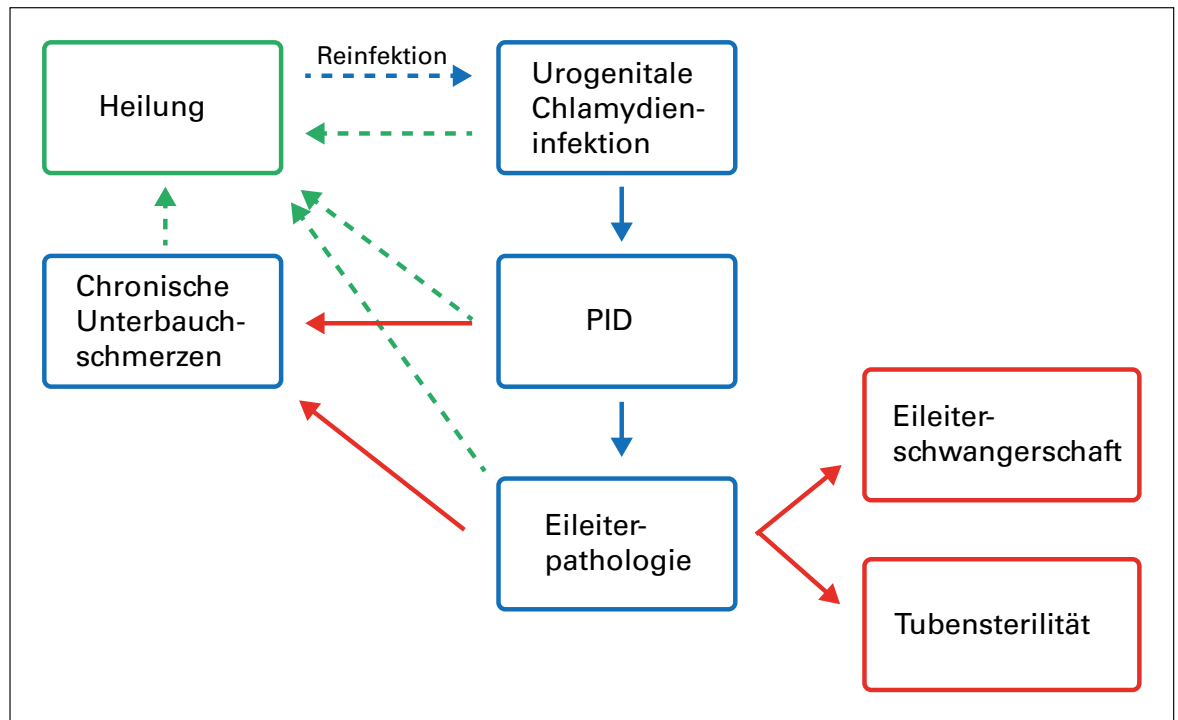 Heilung
Reinfektion
Urogenitale
Chlamydien-
infektion
Chronische
Unterbauch-
schmerzen
PID
Eileiter-
pathologie
Eileiter-
schwangerschaft
Tubensterilität